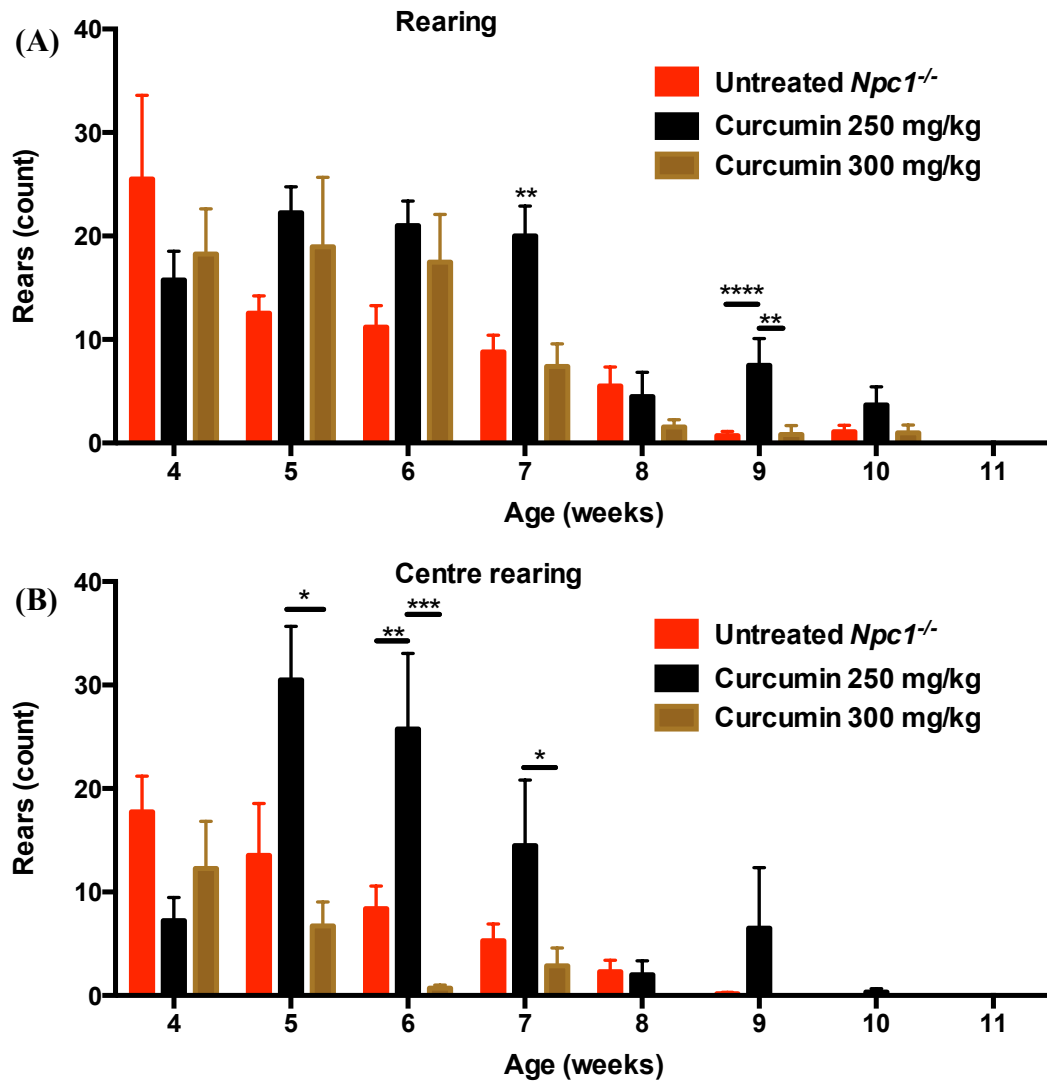 (A)
Rearing
Untreated Npc1-/-
Curcumin 250 mg/kg
Curcumin 300 mg/kg
Rears (count)
40
30
20
10
0
**
****
**
4 5 6 7 8 9 10 11
Age (weeks)
(B)
Centre rearing
Untreated Npc1-/-
Curcumin 250 mg/kg
Curcumin 300 mg/kg
Rears (count)
40
30
20
10
0
*
**
***
*
4 5 6 7 8 9 10 11
Age (weeks)